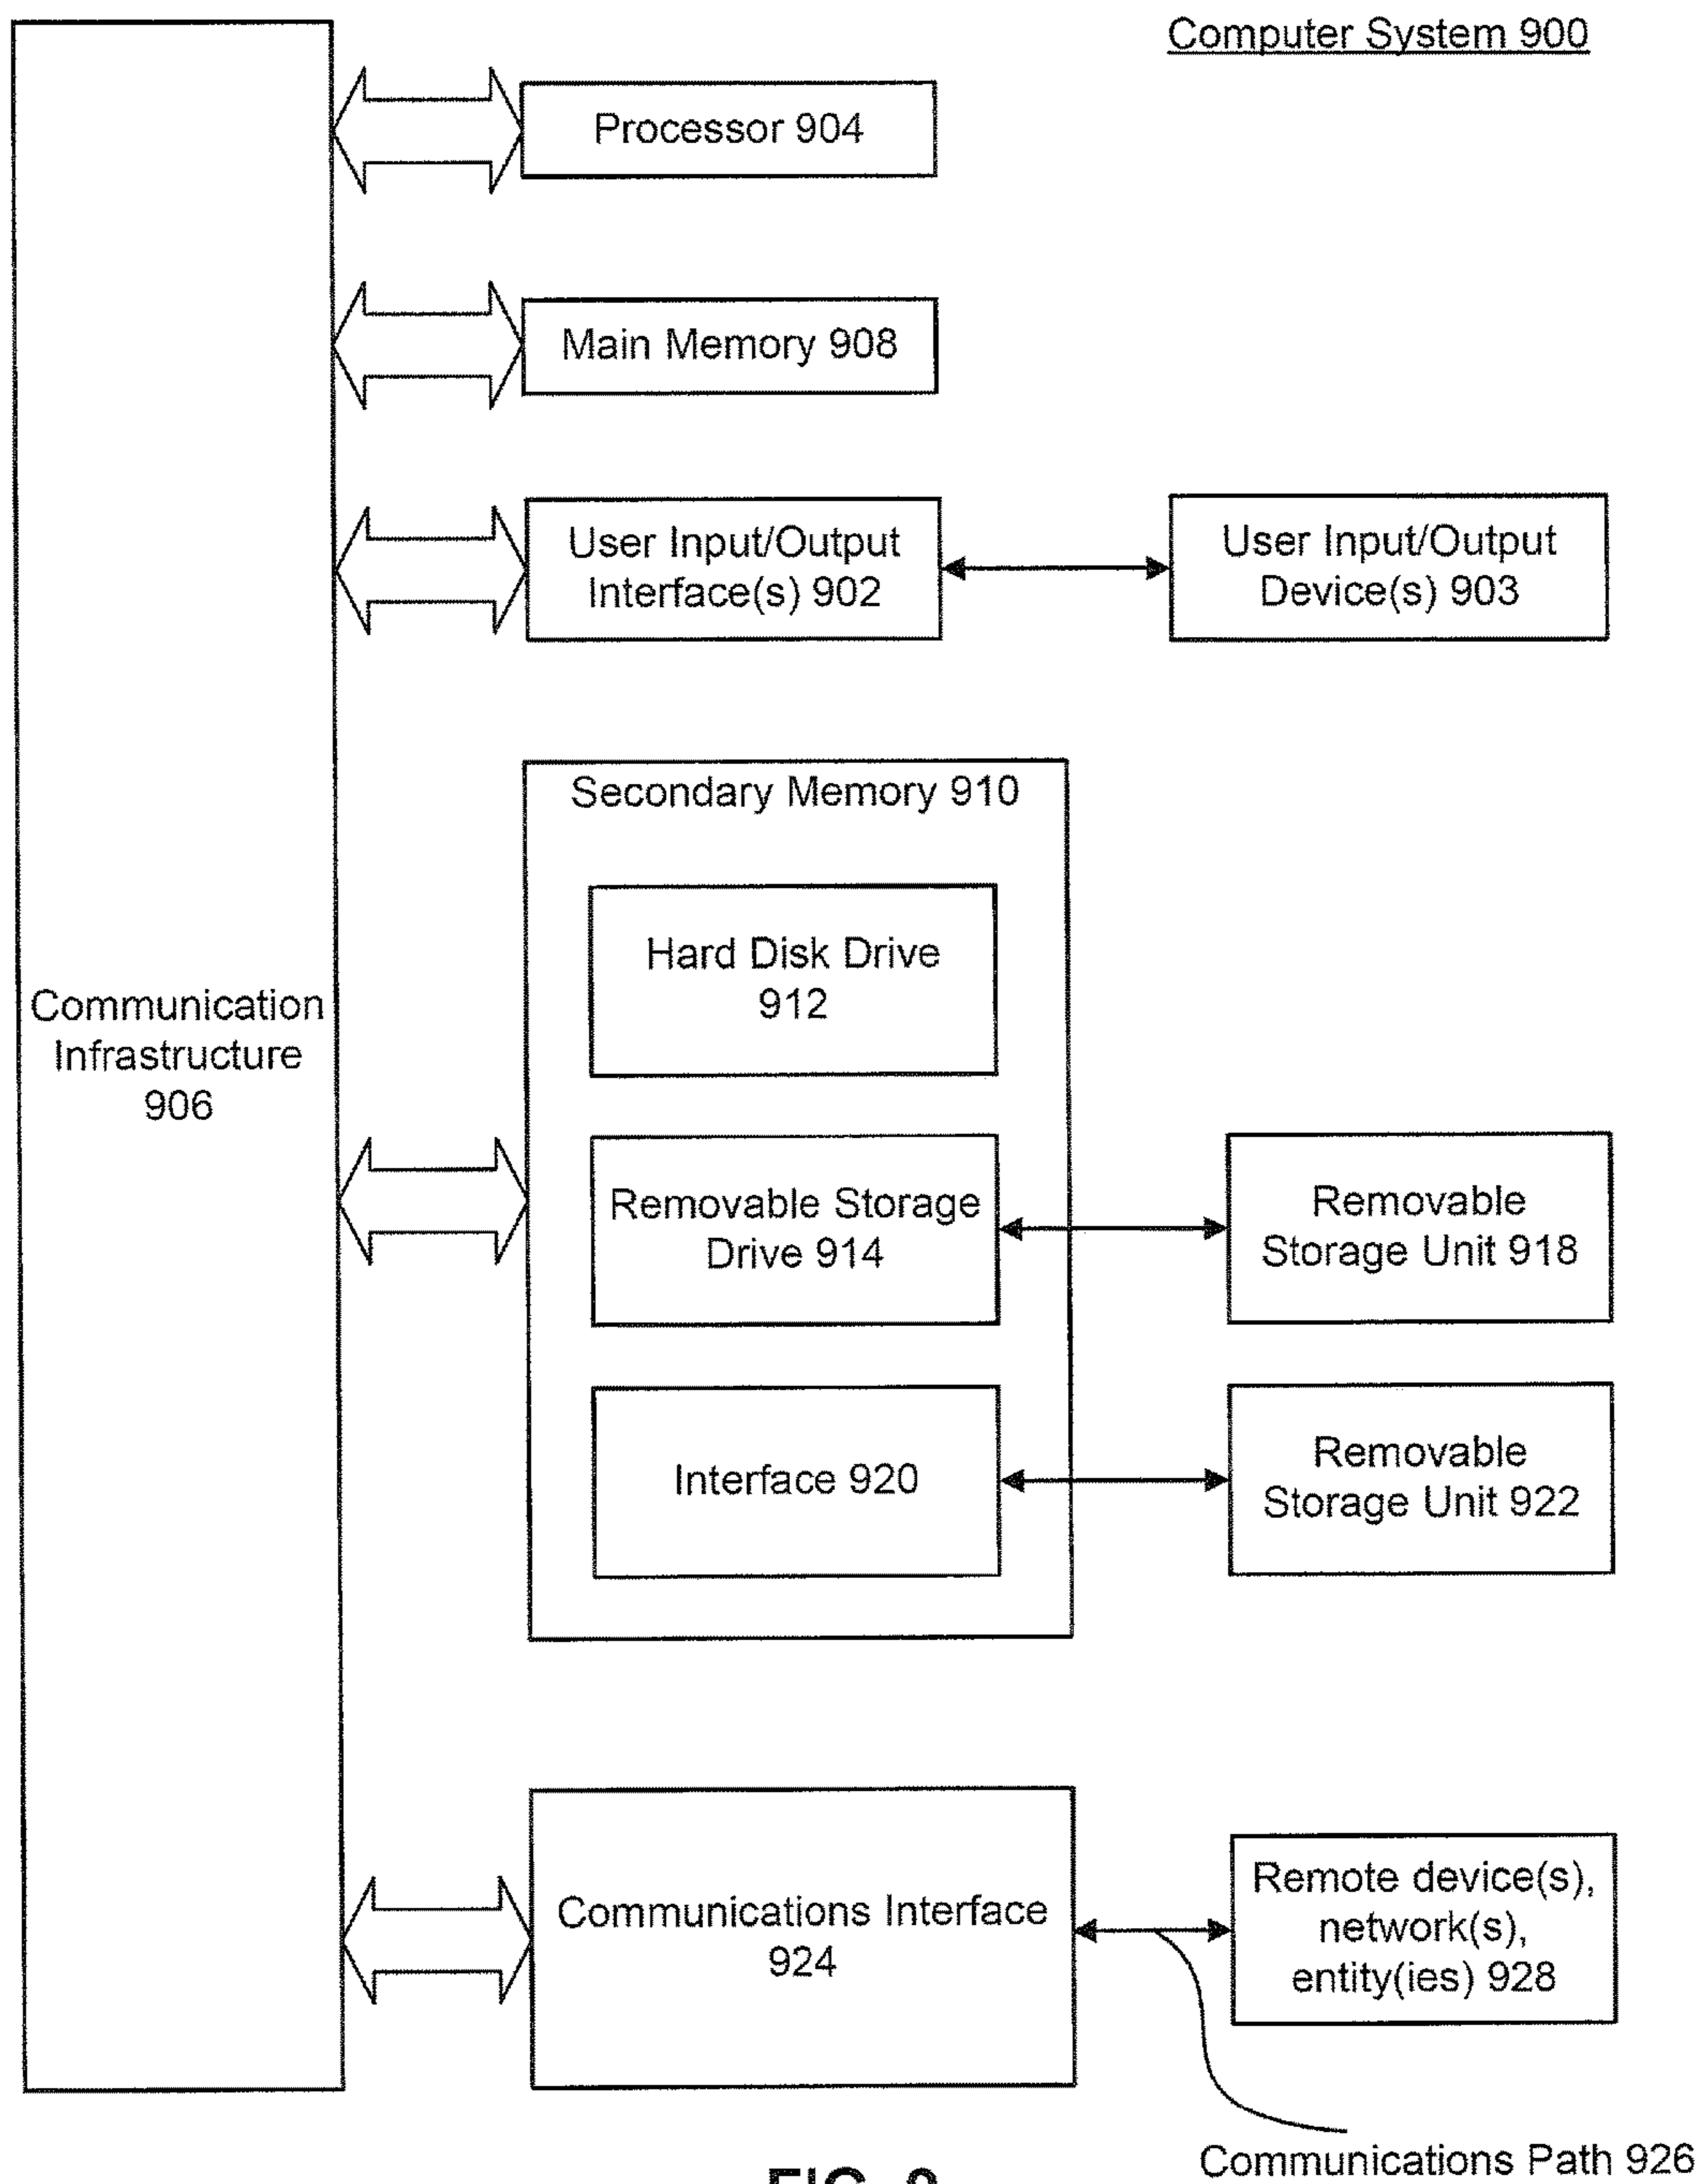 Computer System 900
Processor 904
Main Memory 908
User Input/Output
Interface(s) 902
User Input/Output
Device(s) 903
Secondary Memory 910
Hard Disk Drive
912
Communication
Infrastructure
906
Removable Storage
Drive 914
Removable
Storage Unit 918
Interface 920
Removable
Storage Unit 922
Communications Interface
924
Remote device(s),
network(s),
entity(ies) 928
Communications Path 926